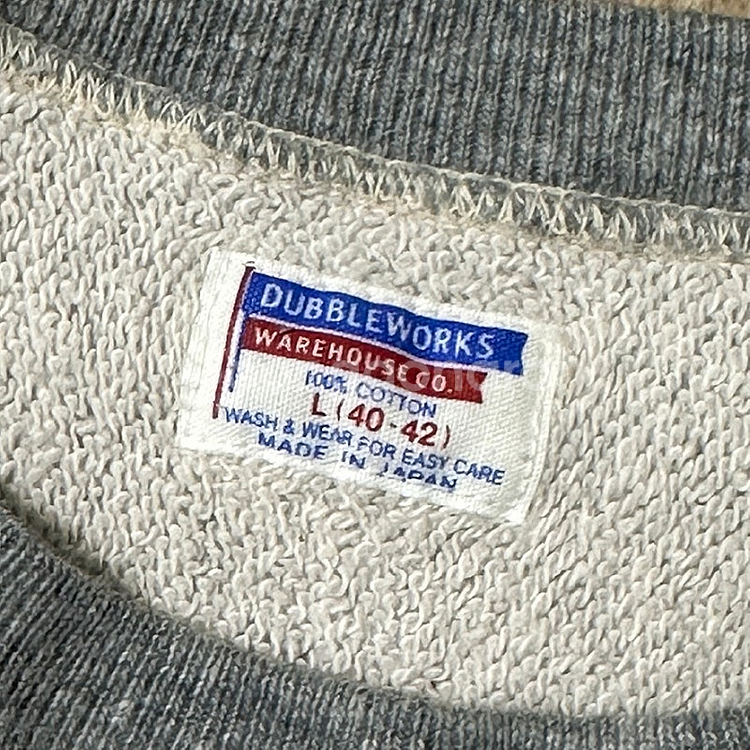 DUBBLEWORKS
WAREHOUSE CO.
100% COTTON
L (40-42)
WASH & WEAR FOR EASY CARE
MADE IN JAPAN